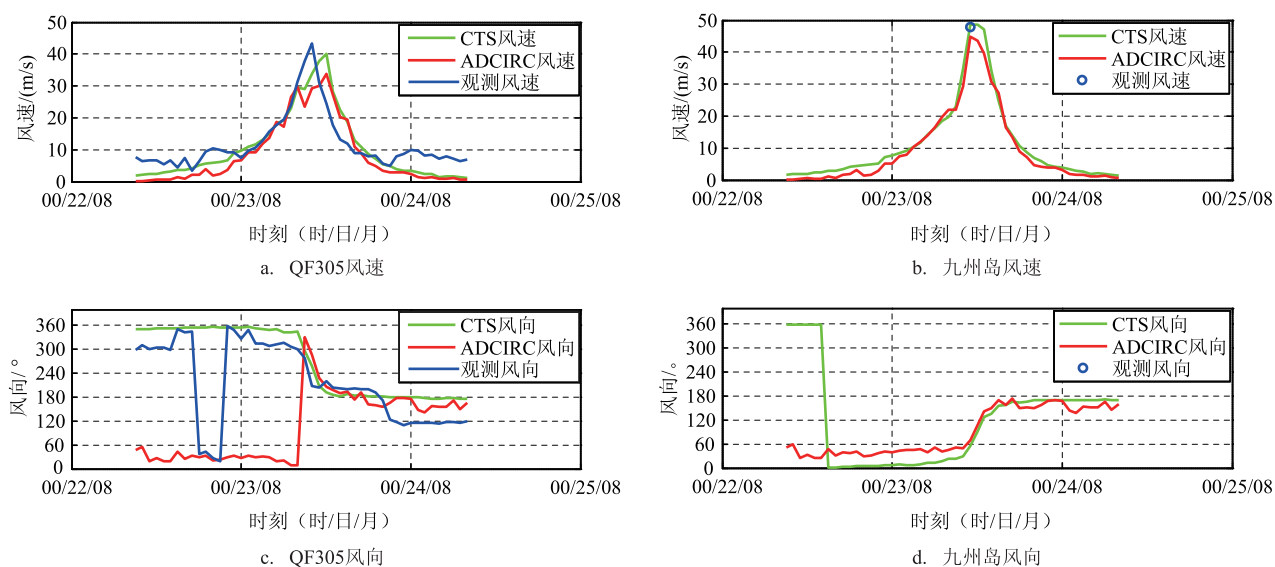 50
40
30
20
10
0
风速/(m/s)
CTS风速
ADCIRC风速
观测风速
00/22/08
00/23/08
00/24/08
00/25/08
时刻（时/日/月）
a. QF305风速
50
40
30
20
10
0
风速/(m/s)
CTS风速
ADCIRC风速
观测风速
00/22/08
00/23/08
00/24/08
00/25/08
时刻（时/日/月）
b. 九州岛风速
360
300
240
180
120
60
0
风向/°
CTS风向
ADCIRC风向
观测风向
00/22/08
00/23/08
00/24/08
00/25/08
时刻（时/日/月）
c. QF305风向
360
300
240
180
120
60
0
风向/°
CTS风向
ADCIRC风向
观测风向
00/22/08
00/23/08
00/24/08
00/25/08
时刻（时/日/月）
d. 九州岛风向